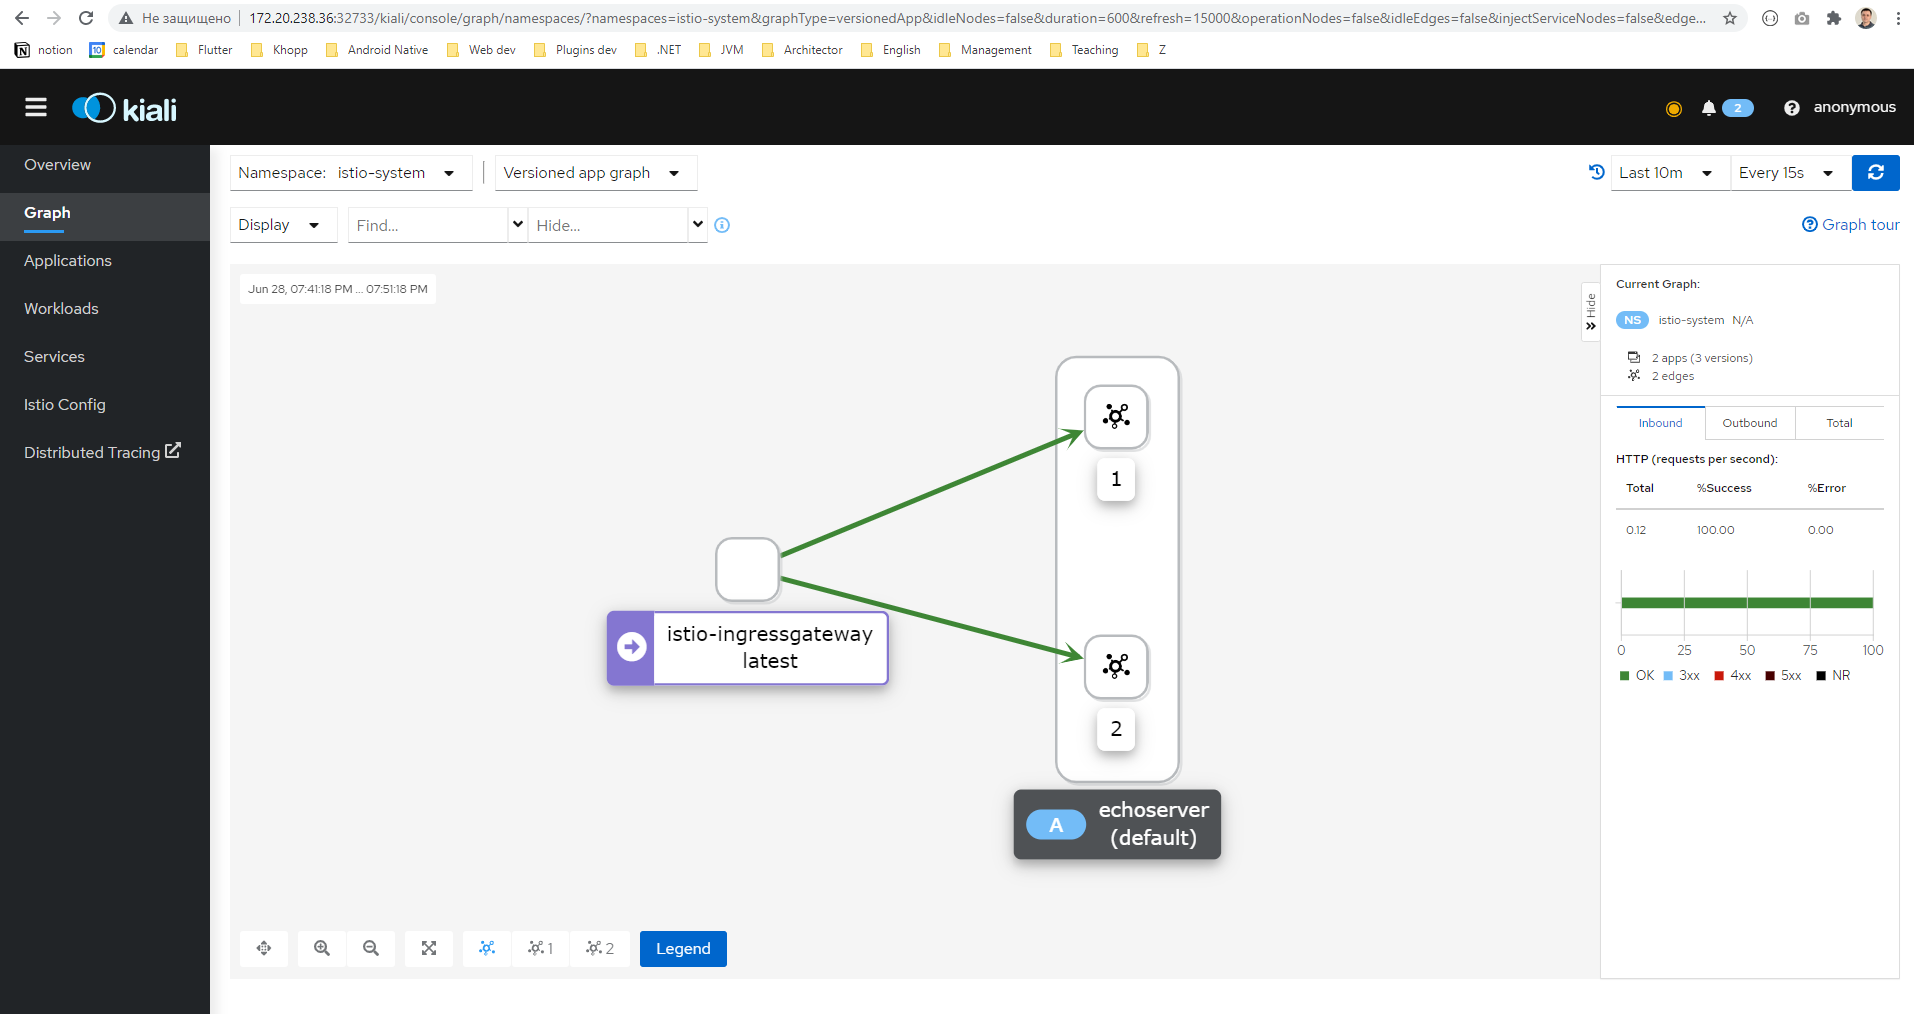 Не защищено
172.20.238.36:32733/kiali/console/graph/namespaces/?namespaces=istio-system&graphType=versionedApp&idleNodes=false&duration=600&refresh=15000&operationNodes=false&idleEdges=false&injectServiceNodes=false&edge...
notion
10
calendar
Flutter
Khopp
Android Native
Web dev
Plugins dev
.NET
JVM
Architector
English
Management
Teaching
Z
kiali
2
anonymous
Overview
Graph
Applications
Workloads
Services
Istio Config
Distributed Tracing
Namespace: istio-system
Versioned app graph
Last 10m
Every 15s
Display
Find...
Hide...
Graph tour
Jun 28, 07:41:18 PM ... 07:51:18 PM
1
istio-ingressgateway
latest
2
A
echoserver
(default)
1
2
Legend
Hide
Current Graph:
NS istio-system N/A
2 apps (3 versions)
2 edges
Inbound
Outbound
Total
HTTP (requests per second):
Total %Success %Error
0.12 100.00 0.00
0 25 50 75 100
OK 3xx 4xx 5xx NR